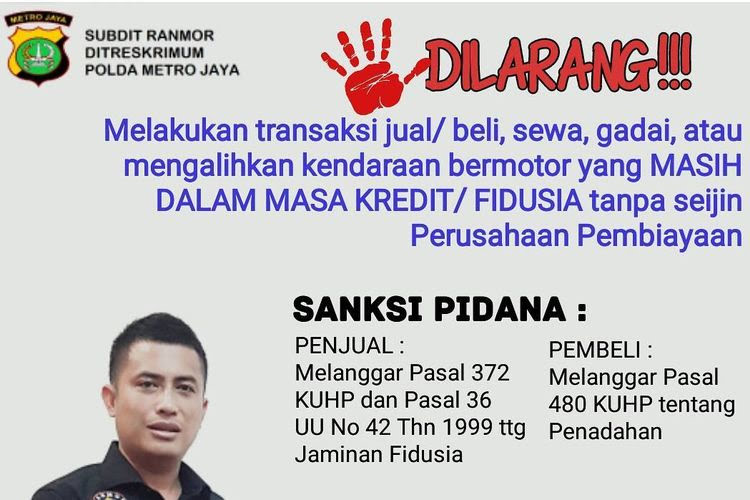 METRO JAYA
SUBDIT RANMOR
DITRESKRIMUM
POLDA METRO JAYA
DILARANG!!!
Melakukan transaksi jual/ beli, sewa, gadai, atau
mengalihkan kendaraan bermotor yang MASIH
DALAM MASA KREDIT/ FIDUSIA tanpa seijin
Perusahaan Pembiayaan
SANKSI PIDANA :
PENJUAL :
Melanggar Pasal 372
KUHP dan Pasal 36
UU No 42 Thn 1999 ttg
Jaminan Fidusia
PEMBELI :
Melanggar Pasal
480 KUHP tentang
Penadahan